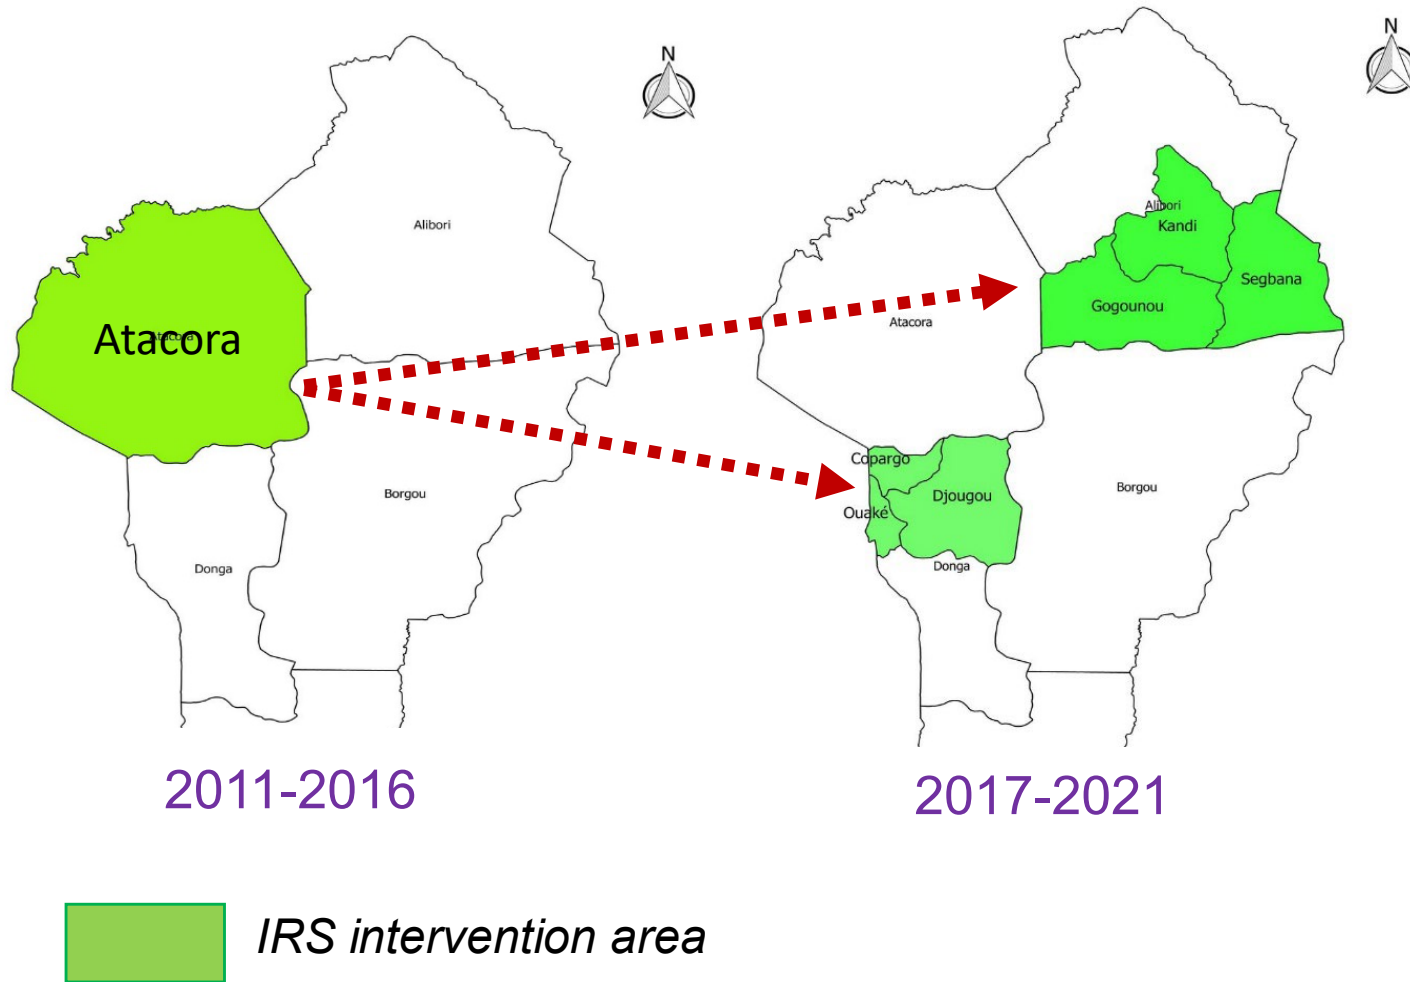 N
Alibori
Atacora
Atacora
Borgou
Donga
2011-2016
N
Alibori
Kandi
Segbana
Gogounou
Atacora
Copargo
Djougou
Ouaké
Borgou
Donga
2017-2021
IRS intervention area